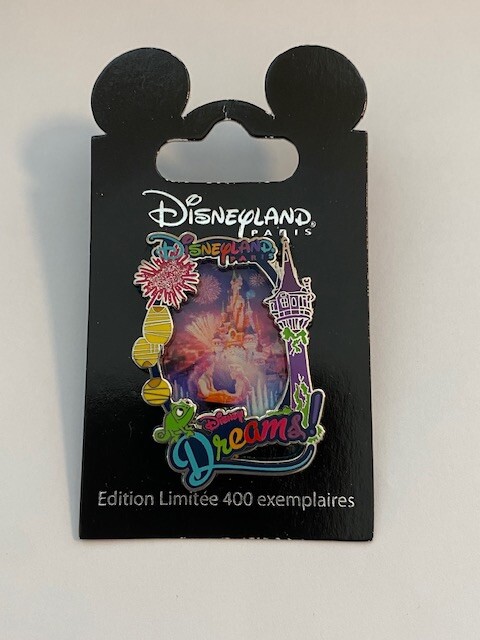 Disneyland®
PARIS
Disneyland
PARIS
Disney
Dreams!
Edition Limitée 400 exemplaires